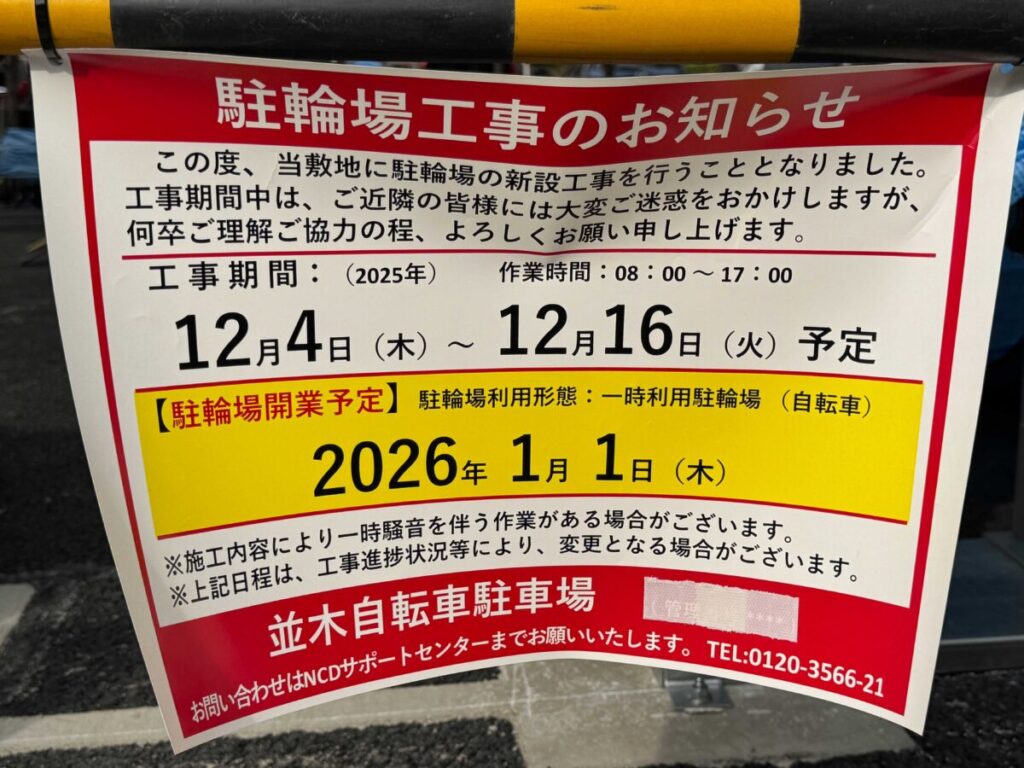 駐輪場工事のお知らせ
この度、当敷地に駐輪場の新設工事を行うこととなりました。
工事期間中は、ご近隣の皆様には大変ご迷惑をおかけしますが、
何卒ご理解ご協力の程、よろしくお願い申し上げます。
工事期間：（2025年） 作業時間：08：00～17：00
12月4日（木）～ 12月16日（火）予定
【駐輪場開業予定】駐輪場利用形態：一時利用駐輪場 （自転車）
2026年 1月 1日（木）
※施工内容により一時騒音を伴う作業がある場合がございます。
※上記日程は、工事進捗状況等により、変更となる場合がございます。
並木自転車駐車場
お問い合わせはNCDサポートセンターまでお願いいたします。 TEL:0120-3566-21